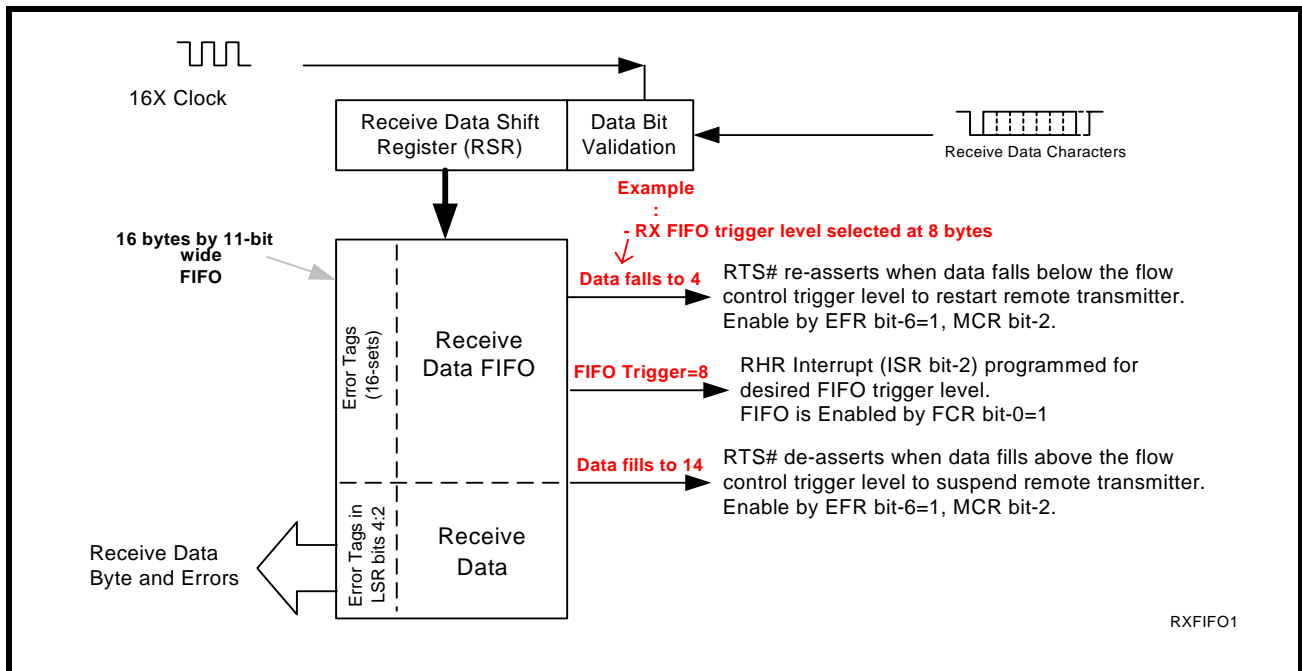 16X Clock
Receive Data Shift
Register (RSR)
Data Bit
Validation
Receive Data Characters
Example
:
- RX FIFO trigger level selected at 8 bytes
16 bytes by 11-bit
wide
FIFO
Error Tags
(16-sets)
Receive
Data FIFO
Data falls to 4
RTS# re-asserts when data falls below the flow
control trigger level to restart remote transmitter.
Enable by EFR bit-6=1, MCR bit-2.
FIFO Trigger=8
RHR Interrupt (ISR bit-2) programmed for
desired FIFO trigger level.
FIFO is Enabled by FCR bit-0=1
Data fills to 14
RTS# de-asserts when data fills above the flow
control trigger level to suspend remote transmitter.
Enable by EFR bit-6=1, MCR bit-2.
Error Tags in
LSR bits 4:2
Receive
Data
Receive Data
Byte and Errors
RXFIFO1